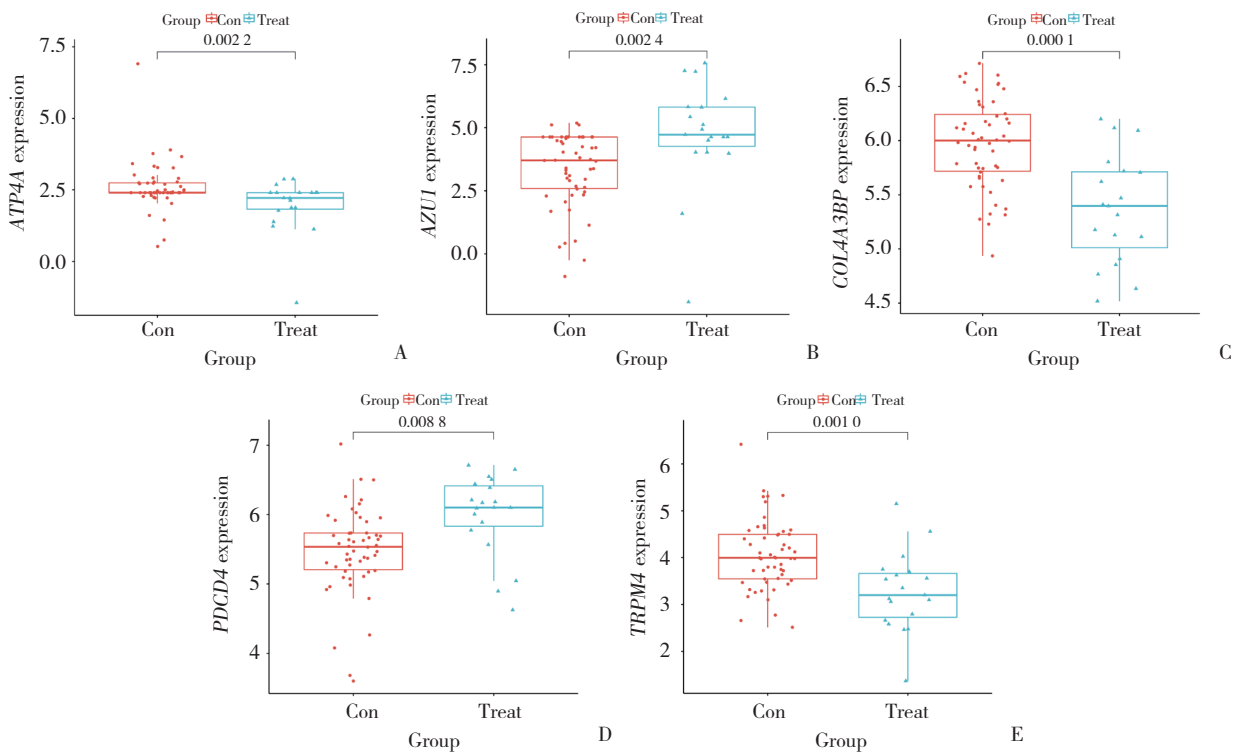 Group Con Treat
0.002 2
7.5
5.0
2.5
0.0
ATP4A expression
Con Treat
Group
A
Group Con Treat
0.002 4
7.5
5.0
2.5
0.0
AZU1 expression
Con Treat
Group
B
Group Con Treat
0.000 1
6.5
6.0
5.5
5.0
4.5
COL4A3BP expression
Con Treat
Group
C
Group Con Treat
0.008 8
7
6
5
4
PDCD4 expression
Con Treat
Group
D
Group Con Treat
0.001 0
6
5
4
3
2
TRPM4 expression
Con Treat
Group
E